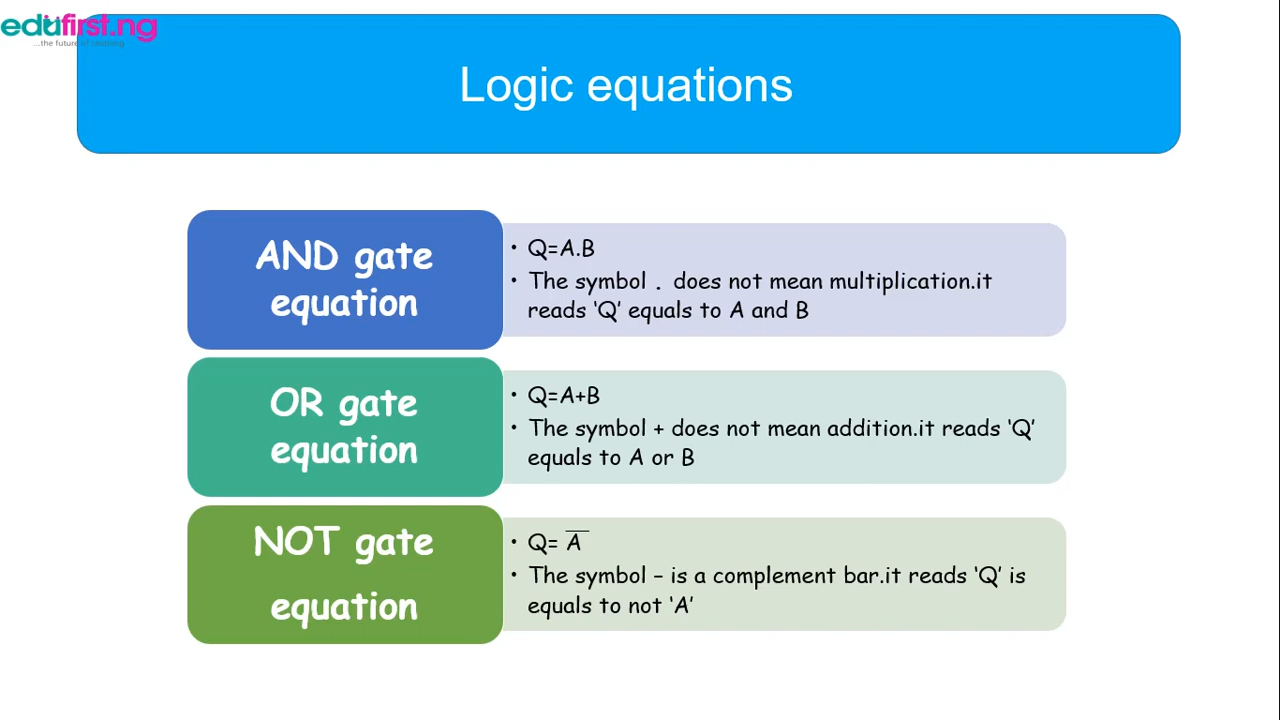 edufirst.ng
...the future of Learning
Logic equations
AND gate
equation
• Q=A.B
• The symbol . does not mean multiplication.it
reads ‘Q’ equals to A and B
OR gate
equation
• Q=A+B
• The symbol + does not mean addition.it reads ‘Q’
equals to A or B
NOT gate
equation
• Q= A̅
• The symbol – is a complement bar.it reads ‘Q’ is
equals to not ‘A’